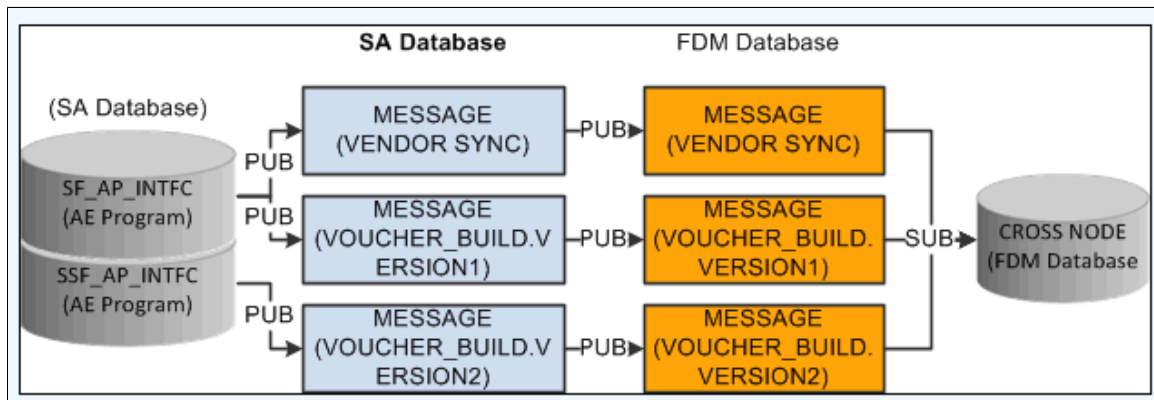 SA Database
FDM Database
(SA Database)
SF_AP_INTFC
(AE Program)
SSF_AP_INTFC
(AE Program)
PUB
PUB
PUB
MESSAGE
(VENDOR SYNC)
PUB
MESSAGE
(VENDOR SYNC)
MESSAGE
(VOUCHER_BUILD.V
ERSION1)
PUB
MESSAGE
(VOUCHER_BUILD.
VERSION1)
MESSAGE
(VOUCHER_BUILD.V
ERSION2)
PUB
MESSAGE
(VOUCHER_BUILD.
VERSION2)
SUB
CROSS NODE
(FDM Database